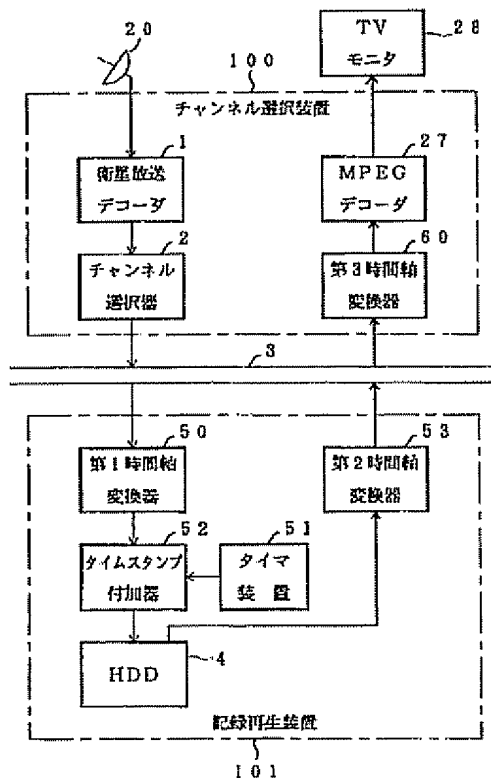 20
TV
モニタ
28
100
チャンネル選択装置
1
衛星放送
デコーダ
27
MPEG
デコーダ
2
チャンネル
選択器
60
第3時間軸
変換器
3
50
第1時間軸
変換器
53
第2時間軸
変換器
52
タイムスタンプ
付加器
51
タイマ
装置
HDD
4
記録再生装置
101